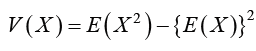 V(X) = E(X²) − {E(X)}²